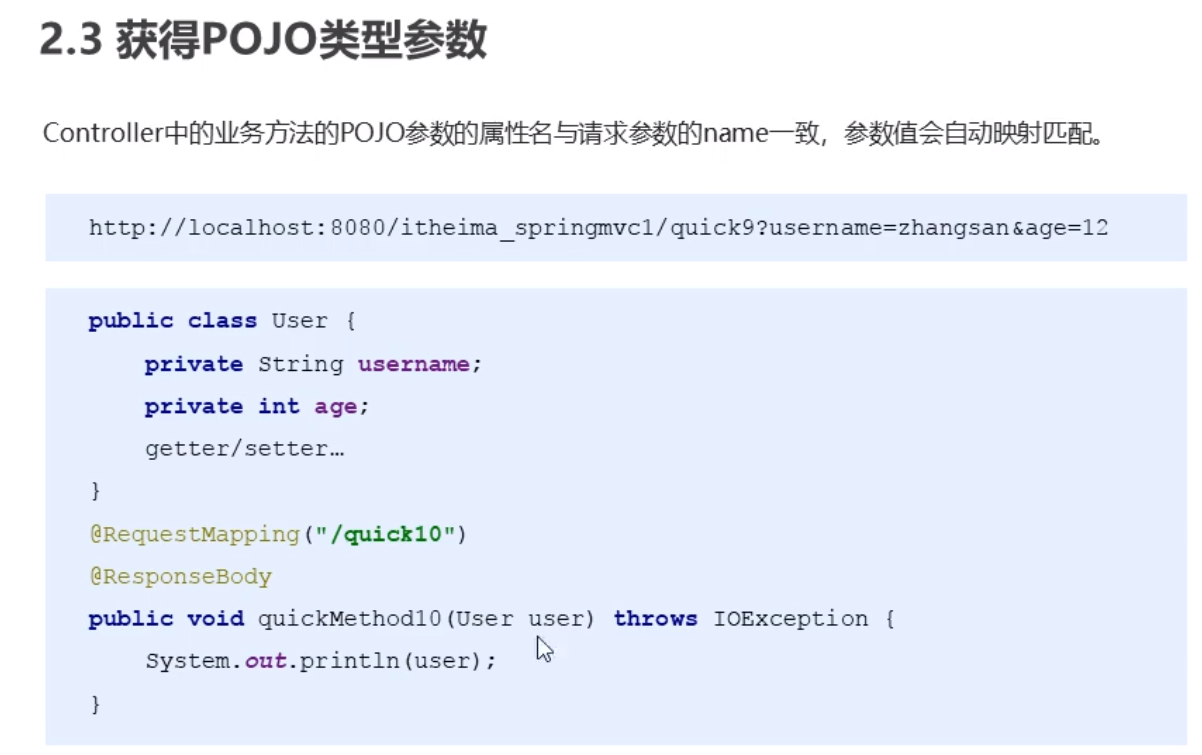 2.3 获得POJO类型参数
Controller中的业务方法的POJO参数的属性名与请求参数的name一致，参数值会自动映射匹配。
http://localhost:8080/itheima_springmvc1/quick9?username=zhangsan&age=12
public class User {
    private String username;
    private int age;
    getter/setter…
}
@RequestMapping("/quick10")
@ResponseBody
public void quickMethod10(User user) throws IOException {
    System.out.println(user);
}